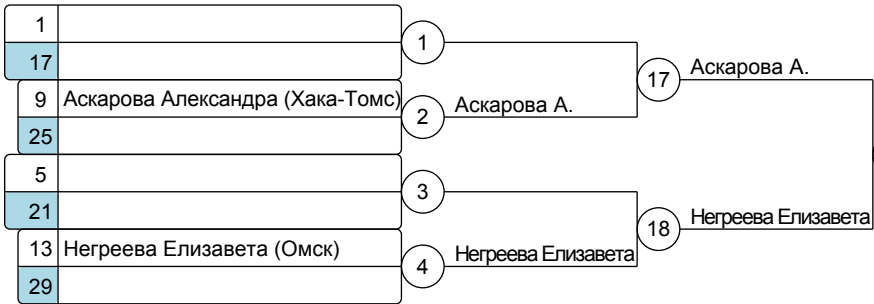 1
17
1
9 Аскарова Александра (Хака-Томс)
25
2 Аскарова А.
17 Аскарова А.
5
21
3
13 Негреева Елизавета (Омск)
29
4 Негреева Елизавета
18 Негреева Елизавета